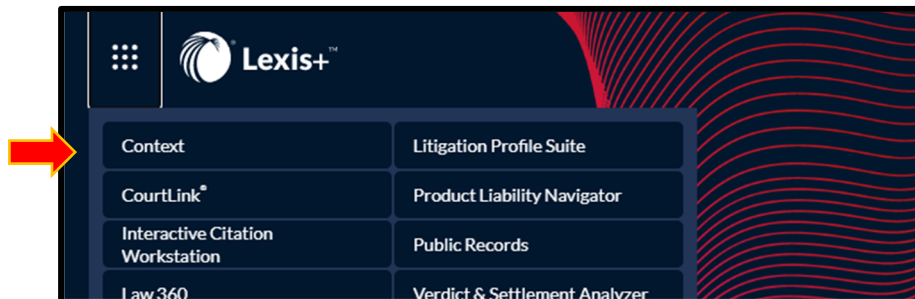 Lexis+™
Context
Litigation Profile Suite
CourtLink®
Product Liability Navigator
Interactive Citation
Workstation
Public Records
Law360
Verdict & Settlement Analyzer